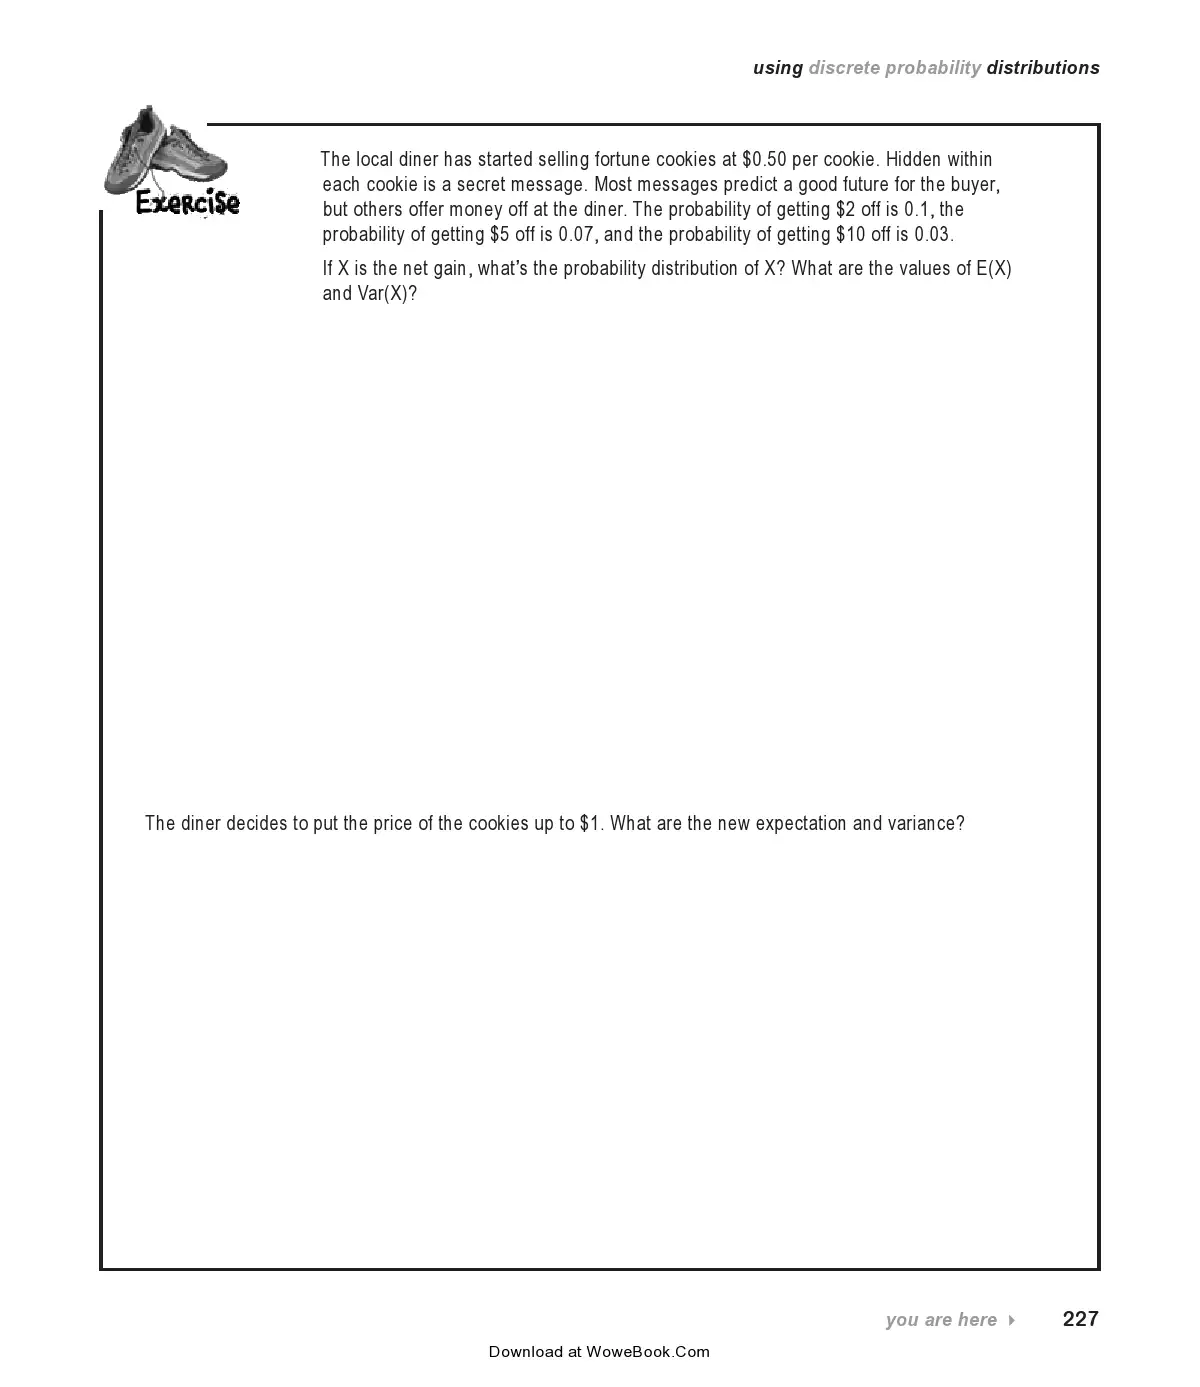 using discrete probability distributions
Exercise
The local diner has started selling fortune cookies at $0.50 per cookie. Hidden within
each cookie is a secret message. Most messages predict a good future for the buyer,
but others offer money off at the diner. The probability of getting $2 off is 0.1, the
probability of getting $5 off is 0.07, and the probability of getting $10 off is 0.03.
If X is the net gain, what’s the probability distribution of X? What are the values of E(X)
and Var(X)?
The diner decides to put the price of the cookies up to $1. What are the new expectation and variance?
you are here 227
Download at WoweBook.Com